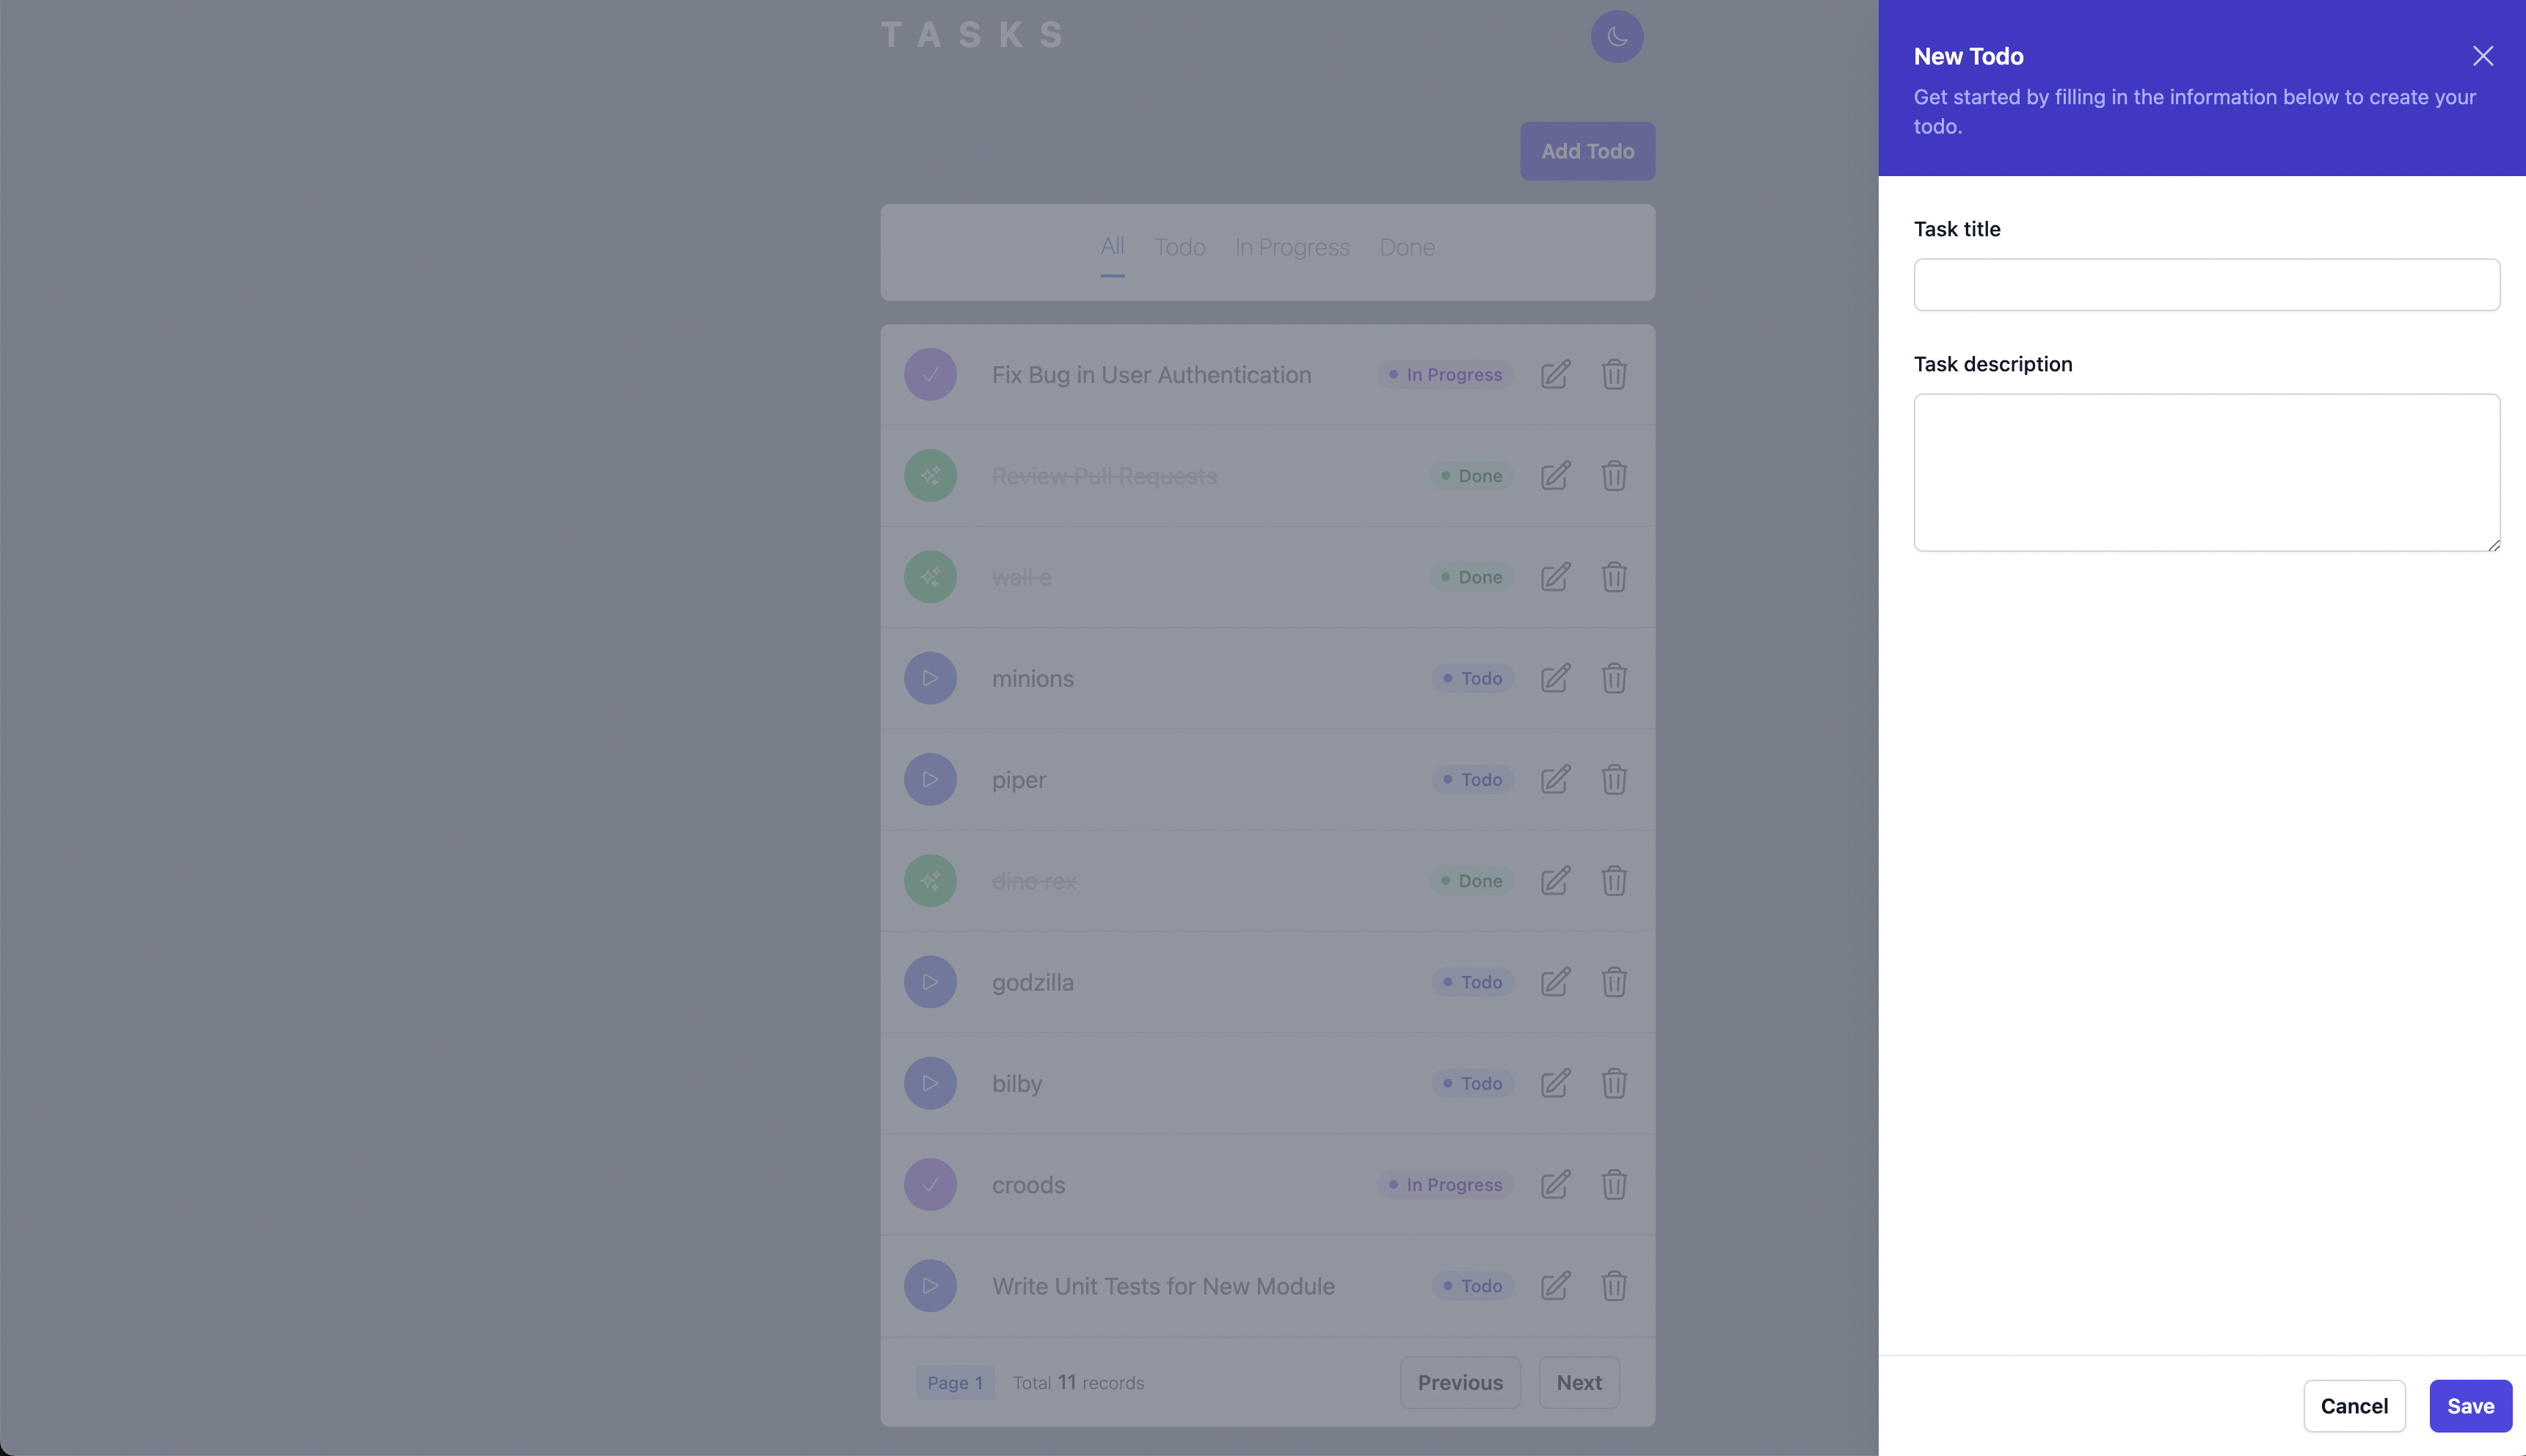 TASKS
Add Todo
All Todo In Progress Done
Fix Bug in User Authentication In Progress
Review Pull Requests Done
wall e Done
minions Todo
piper Todo
dino rex Done
godzilla Todo
bilby Todo
croods In Progress
Write Unit Tests for New Module Todo
Page 1 Total 11 records Previous Next
New Todo
Get started by filling in the information below to create your
todo.
Task title
Task description
Cancel Save